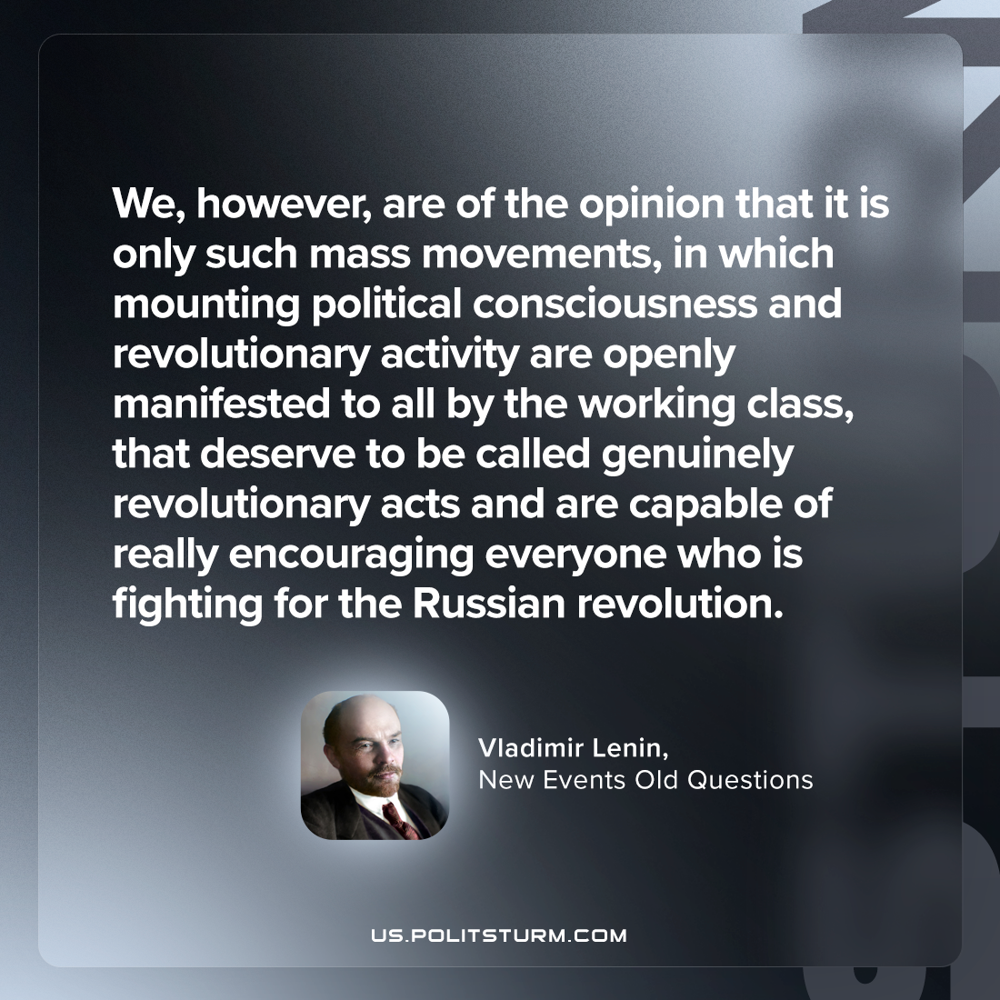 We, however, are of the opinion that it is
only such mass movements, in which
mounting political consciousness and
revolutionary activity are openly
manifested to all by the working class,
that deserve to be called genuinely
revolutionary acts and are capable of
really encouraging everyone who is
fighting for the Russian revolution.
Vladimir Lenin,
New Events Old Questions
US.POLITSTURM.COM